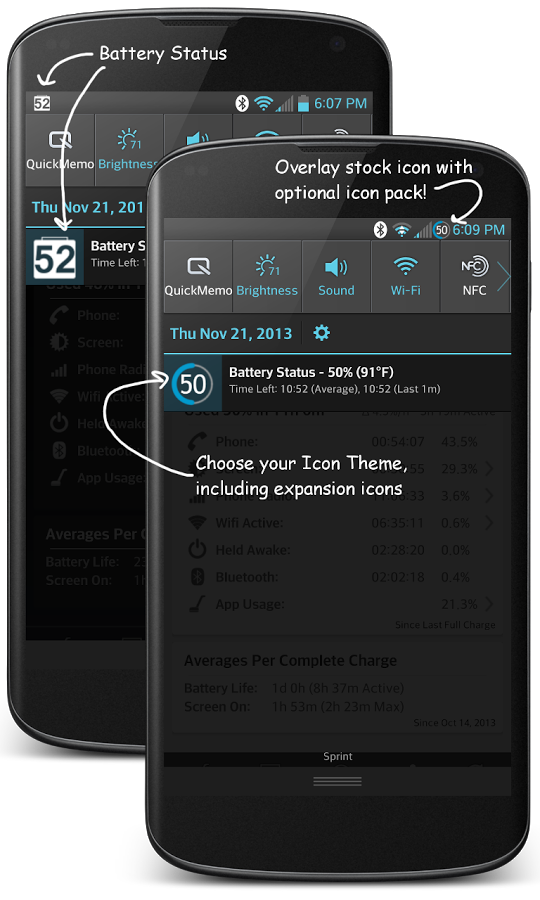 Battery Status
52
6:07 PM
QuickMemo
71
Brightness
Thu Nov 21, 201
52
Battery S
Time Left: 1
Phone:
Screen:
Phone Radi
Wifi Active:
Held Awake:
Bluetooth:
App Usage:
Averages Per C
Battery Life: 23
Screen On: 1h
Overlay stock icon with
optional icon pack!
50 6:09 PM
71
NFC
QuickMemo Brightness Sound Wi-Fi NFC
Thu Nov 21, 2013
50
Battery Status - 50% (91°F)
Time Left: 10:52 (Average), 10:52 (Last 1m)
Phone: 00:54:07 43.5%
Choose your Icon Theme,
including expansion icons
55 29.3%
33 3.6%
Wifi Active: 06:35:11 0.6%
Held Awake: 02:28:20 0.0%
Bluetooth: 02:02:18 0.4%
App Usage: 21.3%
Since Last Full Charge
Averages Per Complete Charge
Battery Life: 1d 0h (8h 37m Active)
Screen On: 1h 53m (2h 23m Max)
Since Oct 14, 2013
Sprint